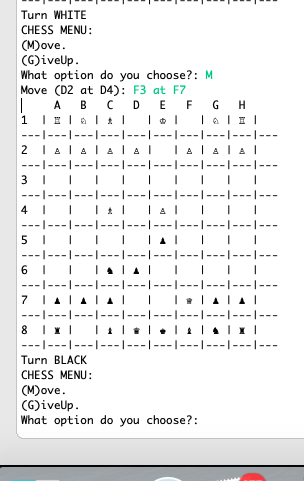 Turn WHITE
CHESS MENU:
(M)ove.
(G)iveUp.
What option do you choose?: M
Move (D2 at D4): F3 at F7
A B C D E F G H
1 | ♖ | ♘ | ♗ |   | ♔ |   | ♘ | ♖ |
---|---|---|---|---|---|---|---|---|---
2 | ♙ | ♙ | ♙ | ♙ |   | ♙ | ♙ | ♙ |
---|---|---|---|---|---|---|---|---|---
3 |   |   |   |   |   |   |   |   |
---|---|---|---|---|---|---|---|---|---
4 |   |   | ♗ |   | ♙ |   |   |   |
---|---|---|---|---|---|---|---|---|---
5 |   |   |   |   | ♟ |   |   |   |
---|---|---|---|---|---|---|---|---|---
6 |   |   | ♞ | ♟ |   |   |   |   |
---|---|---|---|---|---|---|---|---|---
7 | ♟ | ♟ | ♟ |   |   | ♕ | ♟ | ♟ |
---|---|---|---|---|---|---|---|---|---
8 | ♜ |   | ♝ | ♛ | ♚ | ♝ | ♞ | ♜ |
---|---|---|---|---|---|---|---|---|---
Turn BLACK
CHESS MENU:
(M)ove.
(G)iveUp.
What option do you choose?: